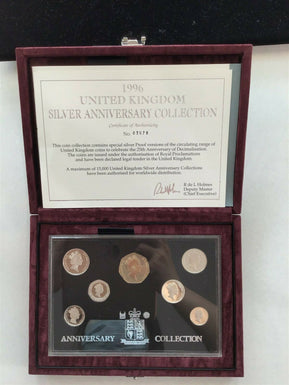 1996
UNITED KINGDOM
SILVER ANNIVERSARY COLLECTION
Certificate of Authenticity
No.
This coin collection contains special silver Proof versions of the circulating range of
United Kingdom coins to celebrate the 25th Anniversary of Decimalisation.
The coins are issued under the authorisation of Royal Proclamations
and have been declared legal tender in the United Kingdom.
A maximum of 15,000 United Kingdom Silver Anniversary Collections
have been authorised for worldwide distribution.
R de L Holmes
Deputy Master
(Chief Executive)
ANNIVERSARY COLLECTION